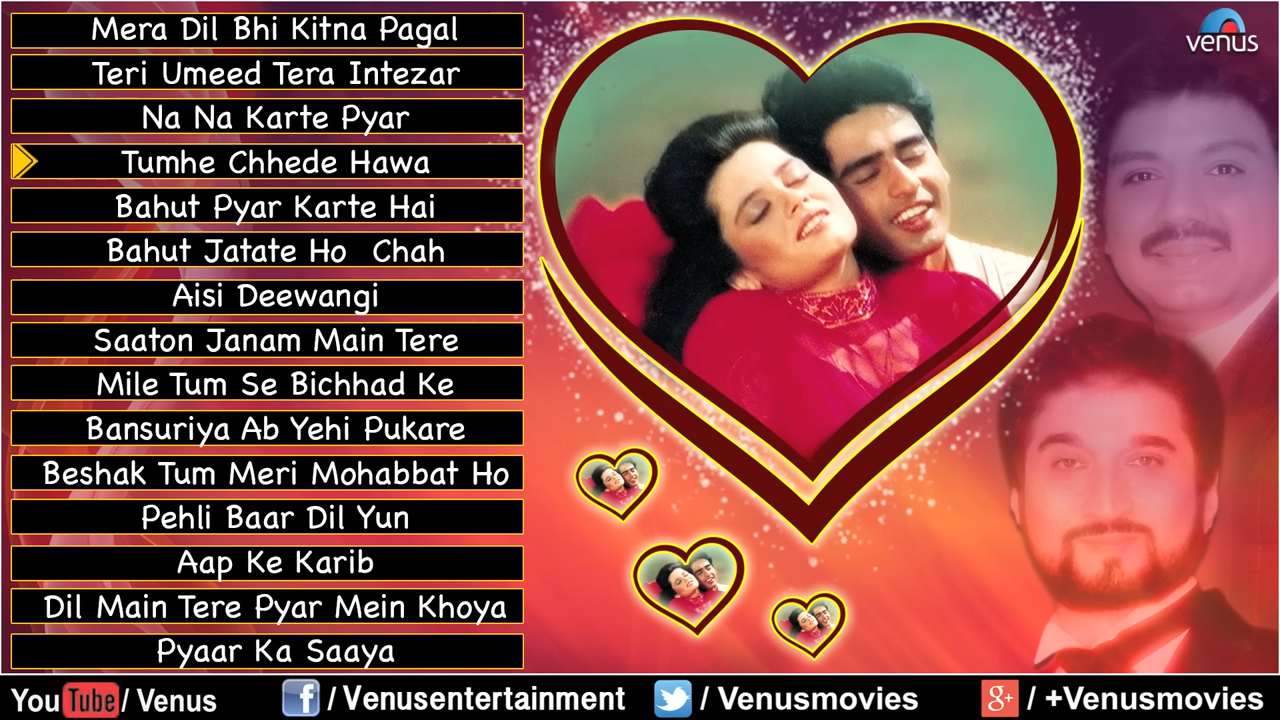 Mera Dil Bhi Kitna Pagal
Teri Umeed Tera Intezar
Na Na Karte Pyar
Tumhe Chhede Hawa
Bahut Pyar Karte Hai
Bahut Jatate Ho Chah
Aisi Deewangi
Saaton Janam Main Tere
Mile Tum Se Bichhad Ke
Bansuriya Ab Yehi Pukare
Beshak Tum Meri Mohabbat Ho
Pehli Baar Dil Yun
Aap Ke Karib
Dil Main Tere Pyar Mein Khoya
Pyaar Ka Saaya
venus
YouTube / Venus
f / Venusentertainment
/ Venusmovies
g+ / +Venusmovies